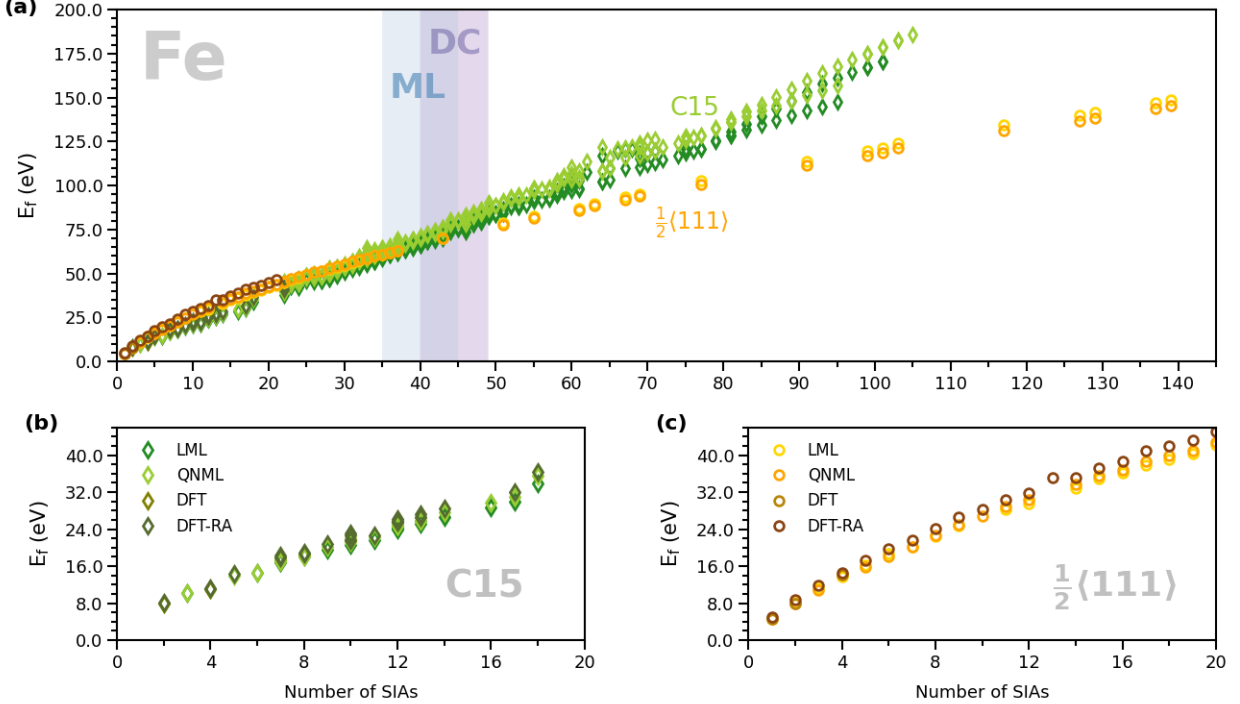 (a)
200.0
175.0
150.0
125.0
100.0
75.0
50.0
25.0
0.0
E_f (eV)
Fe
ML
DC
C15
1/2⟨111⟩
0 10 20 30 40 50 60 70 80 90 100 110 120 130 140
(b)
40.0
32.0
24.0
16.0
8.0
0.0
E_f (eV)
LML
QNML
DFT
DFT-RA
C15
0 4 8 12 16 20
Number of SIAs
(c)
40.0
32.0
24.0
16.0
8.0
0.0
E_f (eV)
LML
QNML
DFT
DFT-RA
1/2⟨111⟩
0 4 8 12 16 20
Number of SIAs